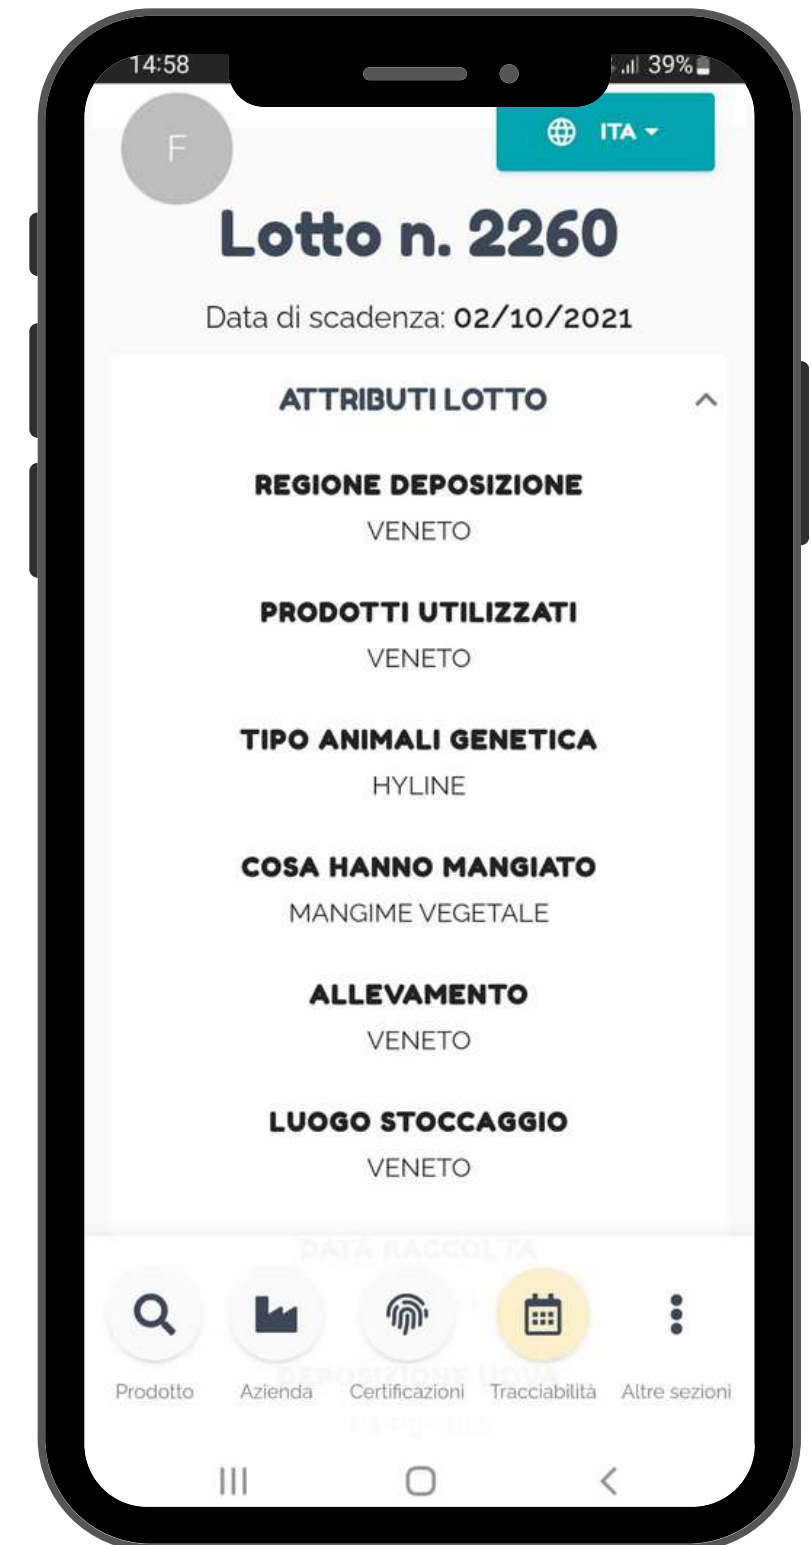 14:58
39%
F
ITA
Lotto n. 2260
Data di scadenza: 02/10/2021
ATTRIBUTI LOTTO
REGIONE DEPOSIZIONE
VENETO
PRODOTTI UTILIZZATI
VENETO
TIPO ANIMALI GENETICA
HYLINE
COSA HANNO MANGIATO
MANGIME VEGETALE
ALLEVAMENTO
VENETO
LUOGO STOCCAGGIO
VENETO
DATA RACCOLTA
DEPOSIZIONE UOVA
Prodotto Azienda Certificazioni Tracciabilità Altre sezioni